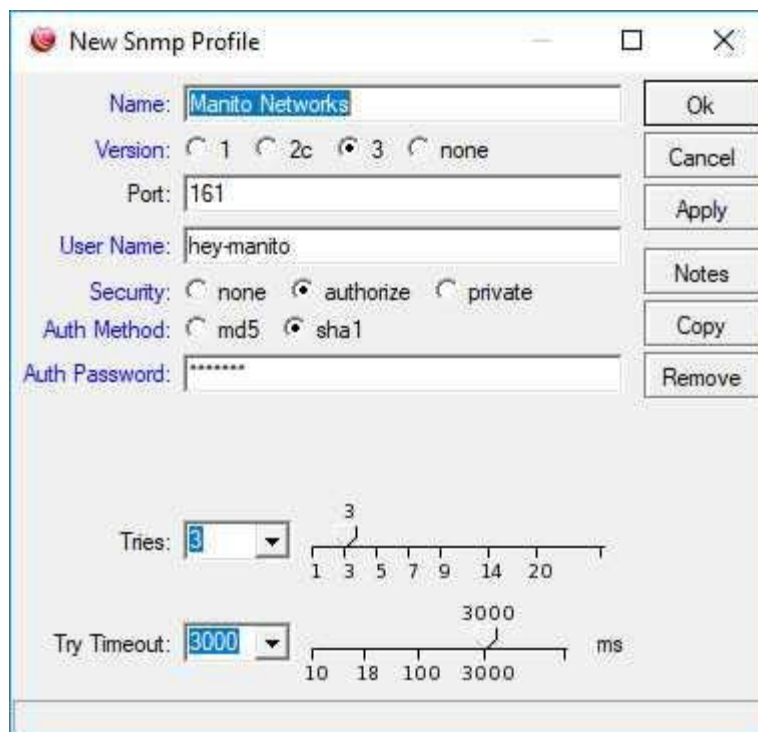 New Snmp Profile
Name: Manito Networks
Ok
Version: 1 2c 3 none
Cancel
Port: 161
Apply
User Name: hey-manito
Notes
Security: none authorize private
Auth Method: md5 sha1
Copy
Auth Password: *******
Remove
3
Tries: 3
1 3 5 7 9 14 20
3000
Try Timeout: 3000 ms
10 18 100 3000